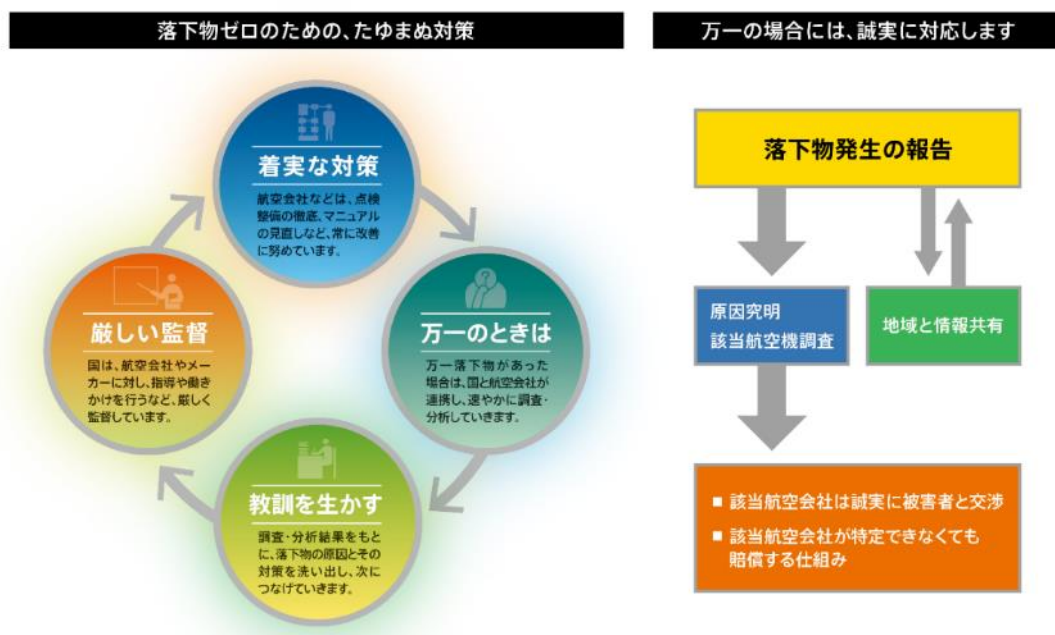 落下物ゼロのための、たゆまぬ対策
着実な対策
航空会社などは、点検
整備の徹底、マニュアル
の見直しなど、常に改善
に努めています。
万一のときは
万一落下物があった
場合は、国と航空会社が
連携し、速やかに調査・
分析していきます。
教訓を生かす
調査・分析結果をもと
に、落下物の原因とその
対策を洗い出し、次に
つなげていきます。
厳しい監督
国は、航空会社やメー
カーに対し、指導や働き
かけを行うなど、厳しく
監督しています。
万一の場合には、誠実に対応します
落下物発生の報告
原因究明
該当航空機調査
地域と情報共有
■ 該当航空会社は誠実に被害者と交渉
■ 該当航空会社が特定できなくても
賠償する仕組み